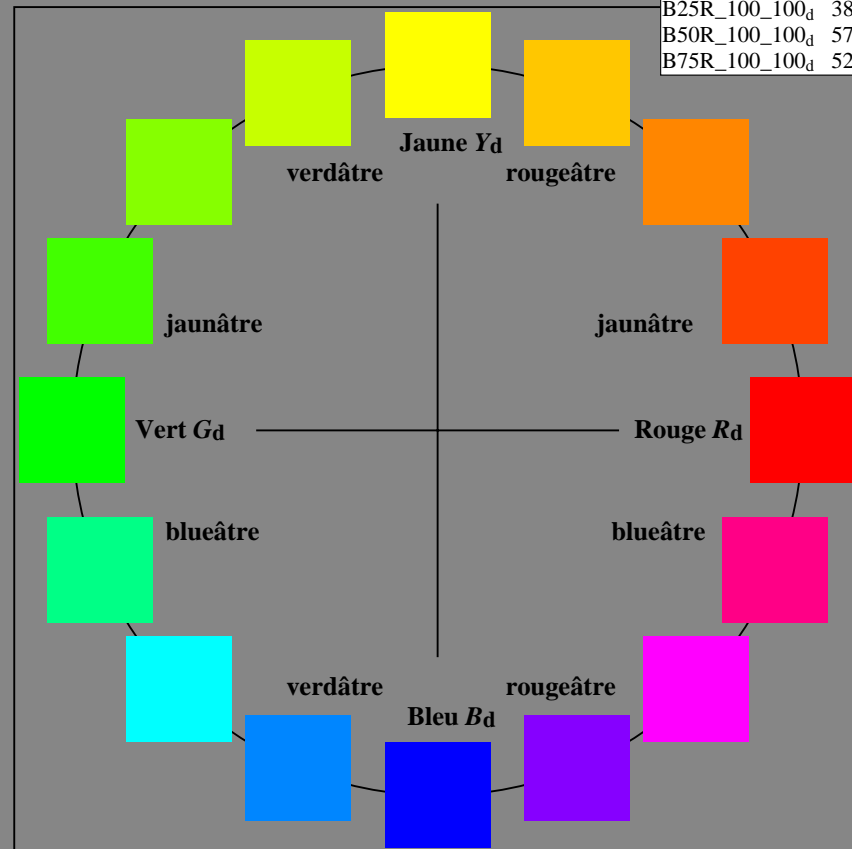 B25R_100_100d 38
B50R_100_100d 57
B75R_100_100d 52
Jaune Yd
verdâtre rougeâtre
jaunâtre jaunâtre
Vert Gd Rouge Rd
blueâtre blueâtre
verdâtre rougeâtre
Bleu Bd